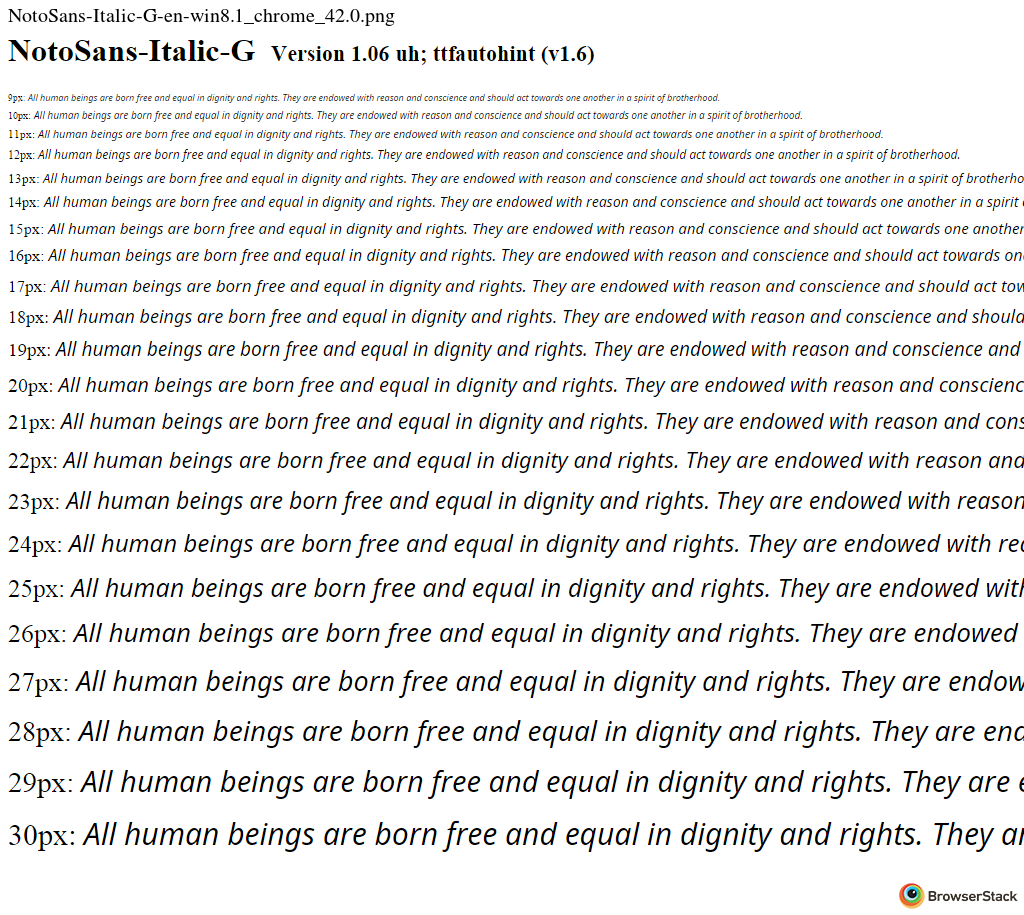 NotoSans-Italic-G-en-win8.1_chrome_42.0.png
NotoSans-Italic-G Version 1.06 uh; ttfautohint (v1.6)
9px: All human beings are born free and equal in dignity and rights. They are endowed with reason and conscience and should act towards one another in a spirit of brotherhood.
10px: All human beings are born free and equal in dignity and rights. They are endowed with reason and conscience and should act towards one another in a spirit of brotherhood.
11px: All human beings are born free and equal in dignity and rights. They are endowed with reason and conscience and should act towards one another in a spirit of brotherhood.
12px: All human beings are born free and equal in dignity and rights. They are endowed with reason and conscience and should act towards one another in a spirit of brotherhood.
13px: All human beings are born free and equal in dignity and rights. They are endowed with reason and conscience and should act towards one another in a spirit of brotherho
14px: All human beings are born free and equal in dignity and rights. They are endowed with reason and conscience and should act towards one another in a spirit
15px: All human beings are born free and equal in dignity and rights. They are endowed with reason and conscience and should act towards one another
16px: All human beings are born free and equal in dignity and rights. They are endowed with reason and conscience and should act towards on
17px: All human beings are born free and equal in dignity and rights. They are endowed with reason and conscience and should act tow
18px: All human beings are born free and equal in dignity and rights. They are endowed with reason and conscience and should
19px: All human beings are born free and equal in dignity and rights. They are endowed with reason and conscience and
20px: All human beings are born free and equal in dignity and rights. They are endowed with reason and conscienc
21px: All human beings are born free and equal in dignity and rights. They are endowed with reason and cons
22px: All human beings are born free and equal in dignity and rights. They are endowed with reason and
23px: All human beings are born free and equal in dignity and rights. They are endowed with reason
24px: All human beings are born free and equal in dignity and rights. They are endowed with rea
25px: All human beings are born free and equal in dignity and rights. They are endowed with
26px: All human beings are born free and equal in dignity and rights. They are endowed
27px: All human beings are born free and equal in dignity and rights. They are endow
28px: All human beings are born free and equal in dignity and rights. They are end
29px: All human beings are born free and equal in dignity and rights. They are e
30px: All human beings are born free and equal in dignity and rights. They ar
BrowserStack